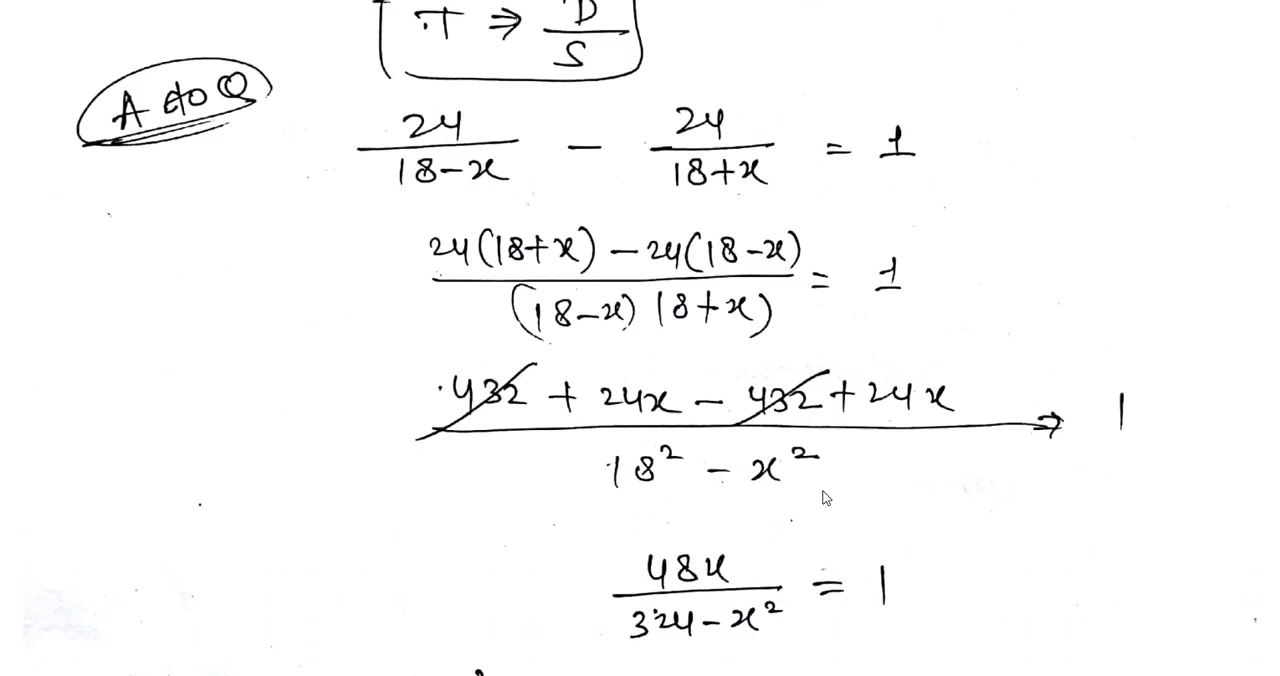 ∴T ⇒ D/S
A to Q
24/(18-x) - 24/(18+x) = 1
24(18+x) - 24(18-x) / (18-x) 18+x) = 1
432 + 24x - 432 + 24x / 18² - x² → 1
48x / 324-x² = 1